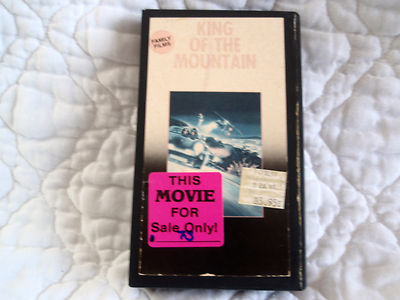 KING
OF THE
MOUNTAIN
FAMILY
FILMS
THIS
MOVIE
FOR
Sale Only!